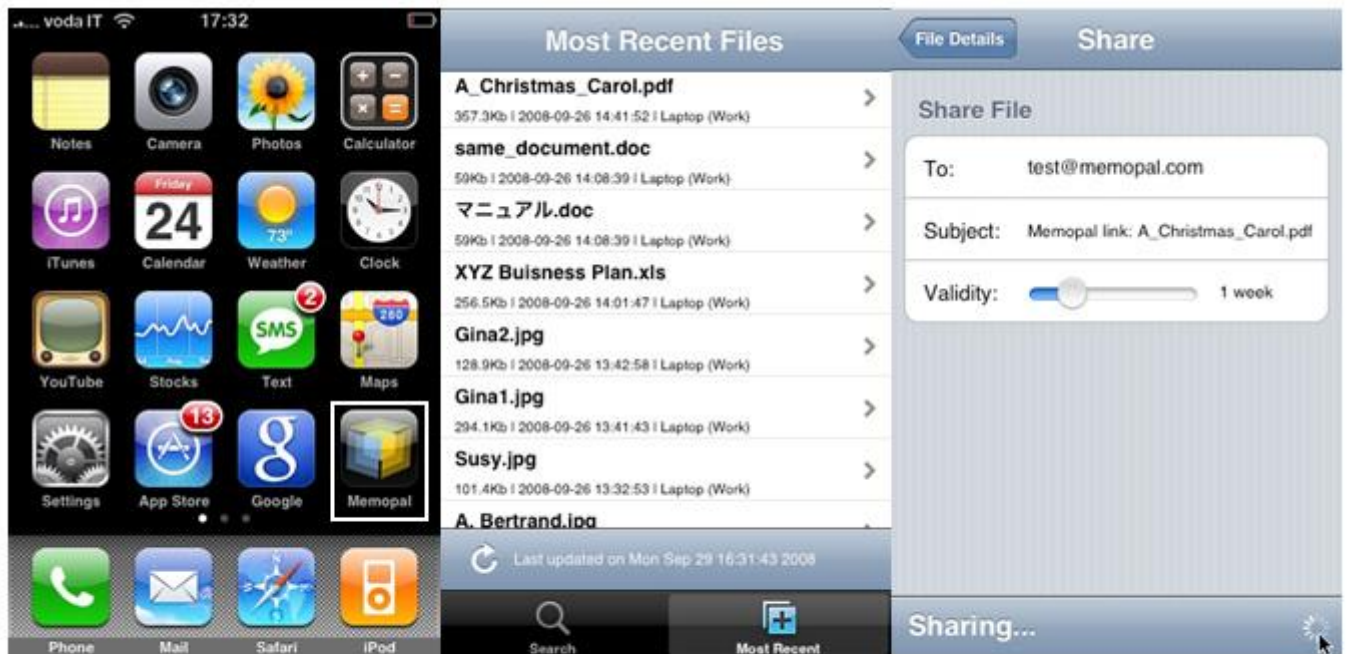 voda IT 17:32
Notes Camera Photos Calculator
Friday
24
73°
iTunes Calendar Weather Clock
2
SMS
280
YouTube Stocks Text Maps
13
Settings App Store Google Memopal
Phone Mail Safari iPod
Most Recent Files
A_Christmas_Carol.pdf
357.3Kb | 2008-09-26 14:41:52 | Laptop (Work)
same_document.doc
59Kb | 2008-09-26 14:08:39 | Laptop (Work)
マニュアル.doc
59Kb | 2008-09-26 14:08:39 | Laptop (Work)
XYZ Buisness Plan.xls
256.5Kb | 2008-09-26 14:01:47 | Laptop (Work)
Gina2.jpg
128.9Kb | 2008-09-26 13:42:58 | Laptop (Work)
Gina1.jpg
294.1Kb | 2008-09-26 13:41:43 | Laptop (Work)
Susy.jpg
101.4Kb | 2008-09-26 13:32:53 | Laptop (Work)
A. Bertrand.jpg
Last updated on Mon Sep 29 16:31:43 2008
Search Most Recent
File Details Share
Share File
To: test@memopal.com
Subject: Memopal link: A_Christmas_Carol.pdf
Validity: 1 week
Sharing...